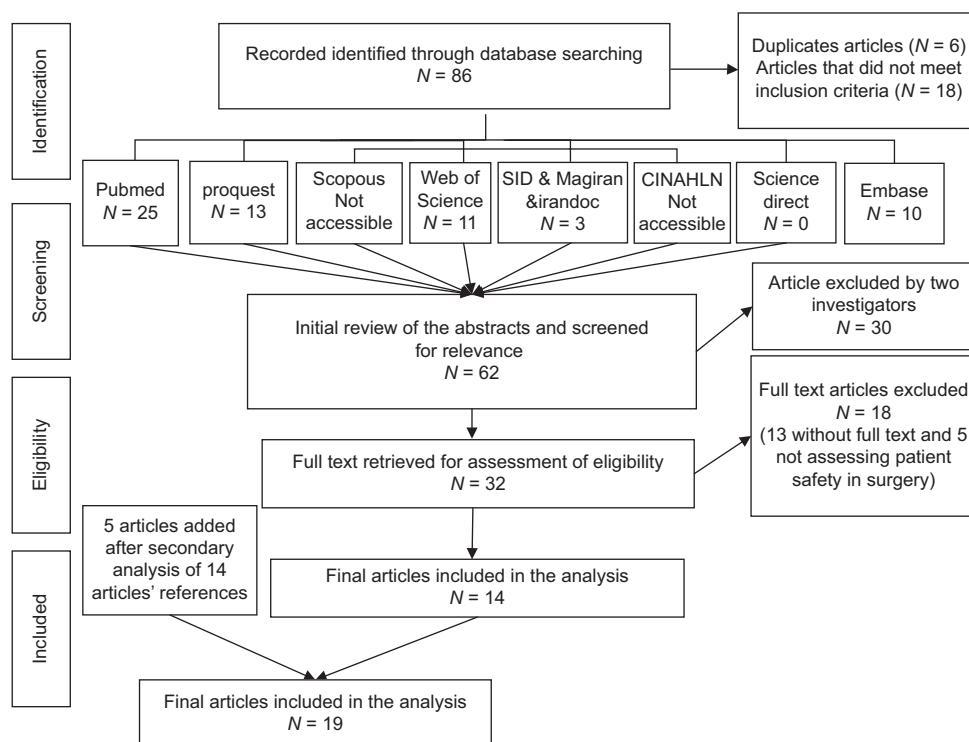 Identification
Recorded identified through database searching
N = 86
Duplicates articles (N = 6)
Articles that did not meet
inclusion criteria (N = 18)
Pubmed
N = 25
proquest
N = 13
Scopous
Not
accessible
Web of
Science
N = 11
SID & Magiran
&irandoc
N = 3
CINAHLN
Not
accessible
Science
direct
N = 0
Embase
N = 10
Screening
Initial review of the abstracts and screened
for relevance
N = 62
Article excluded by two
investigators
N = 30
Eligibility
Full text retrieved for assessment of eligibility
N = 32
Full text articles excluded
N = 18
(13 without full text and 5
not assessing patient
safety in surgery)
Included
5 articles added
after secondary
analysis of 14
articles' references
Final articles included in the analysis
N = 14
Final articles included in the analysis
N = 19